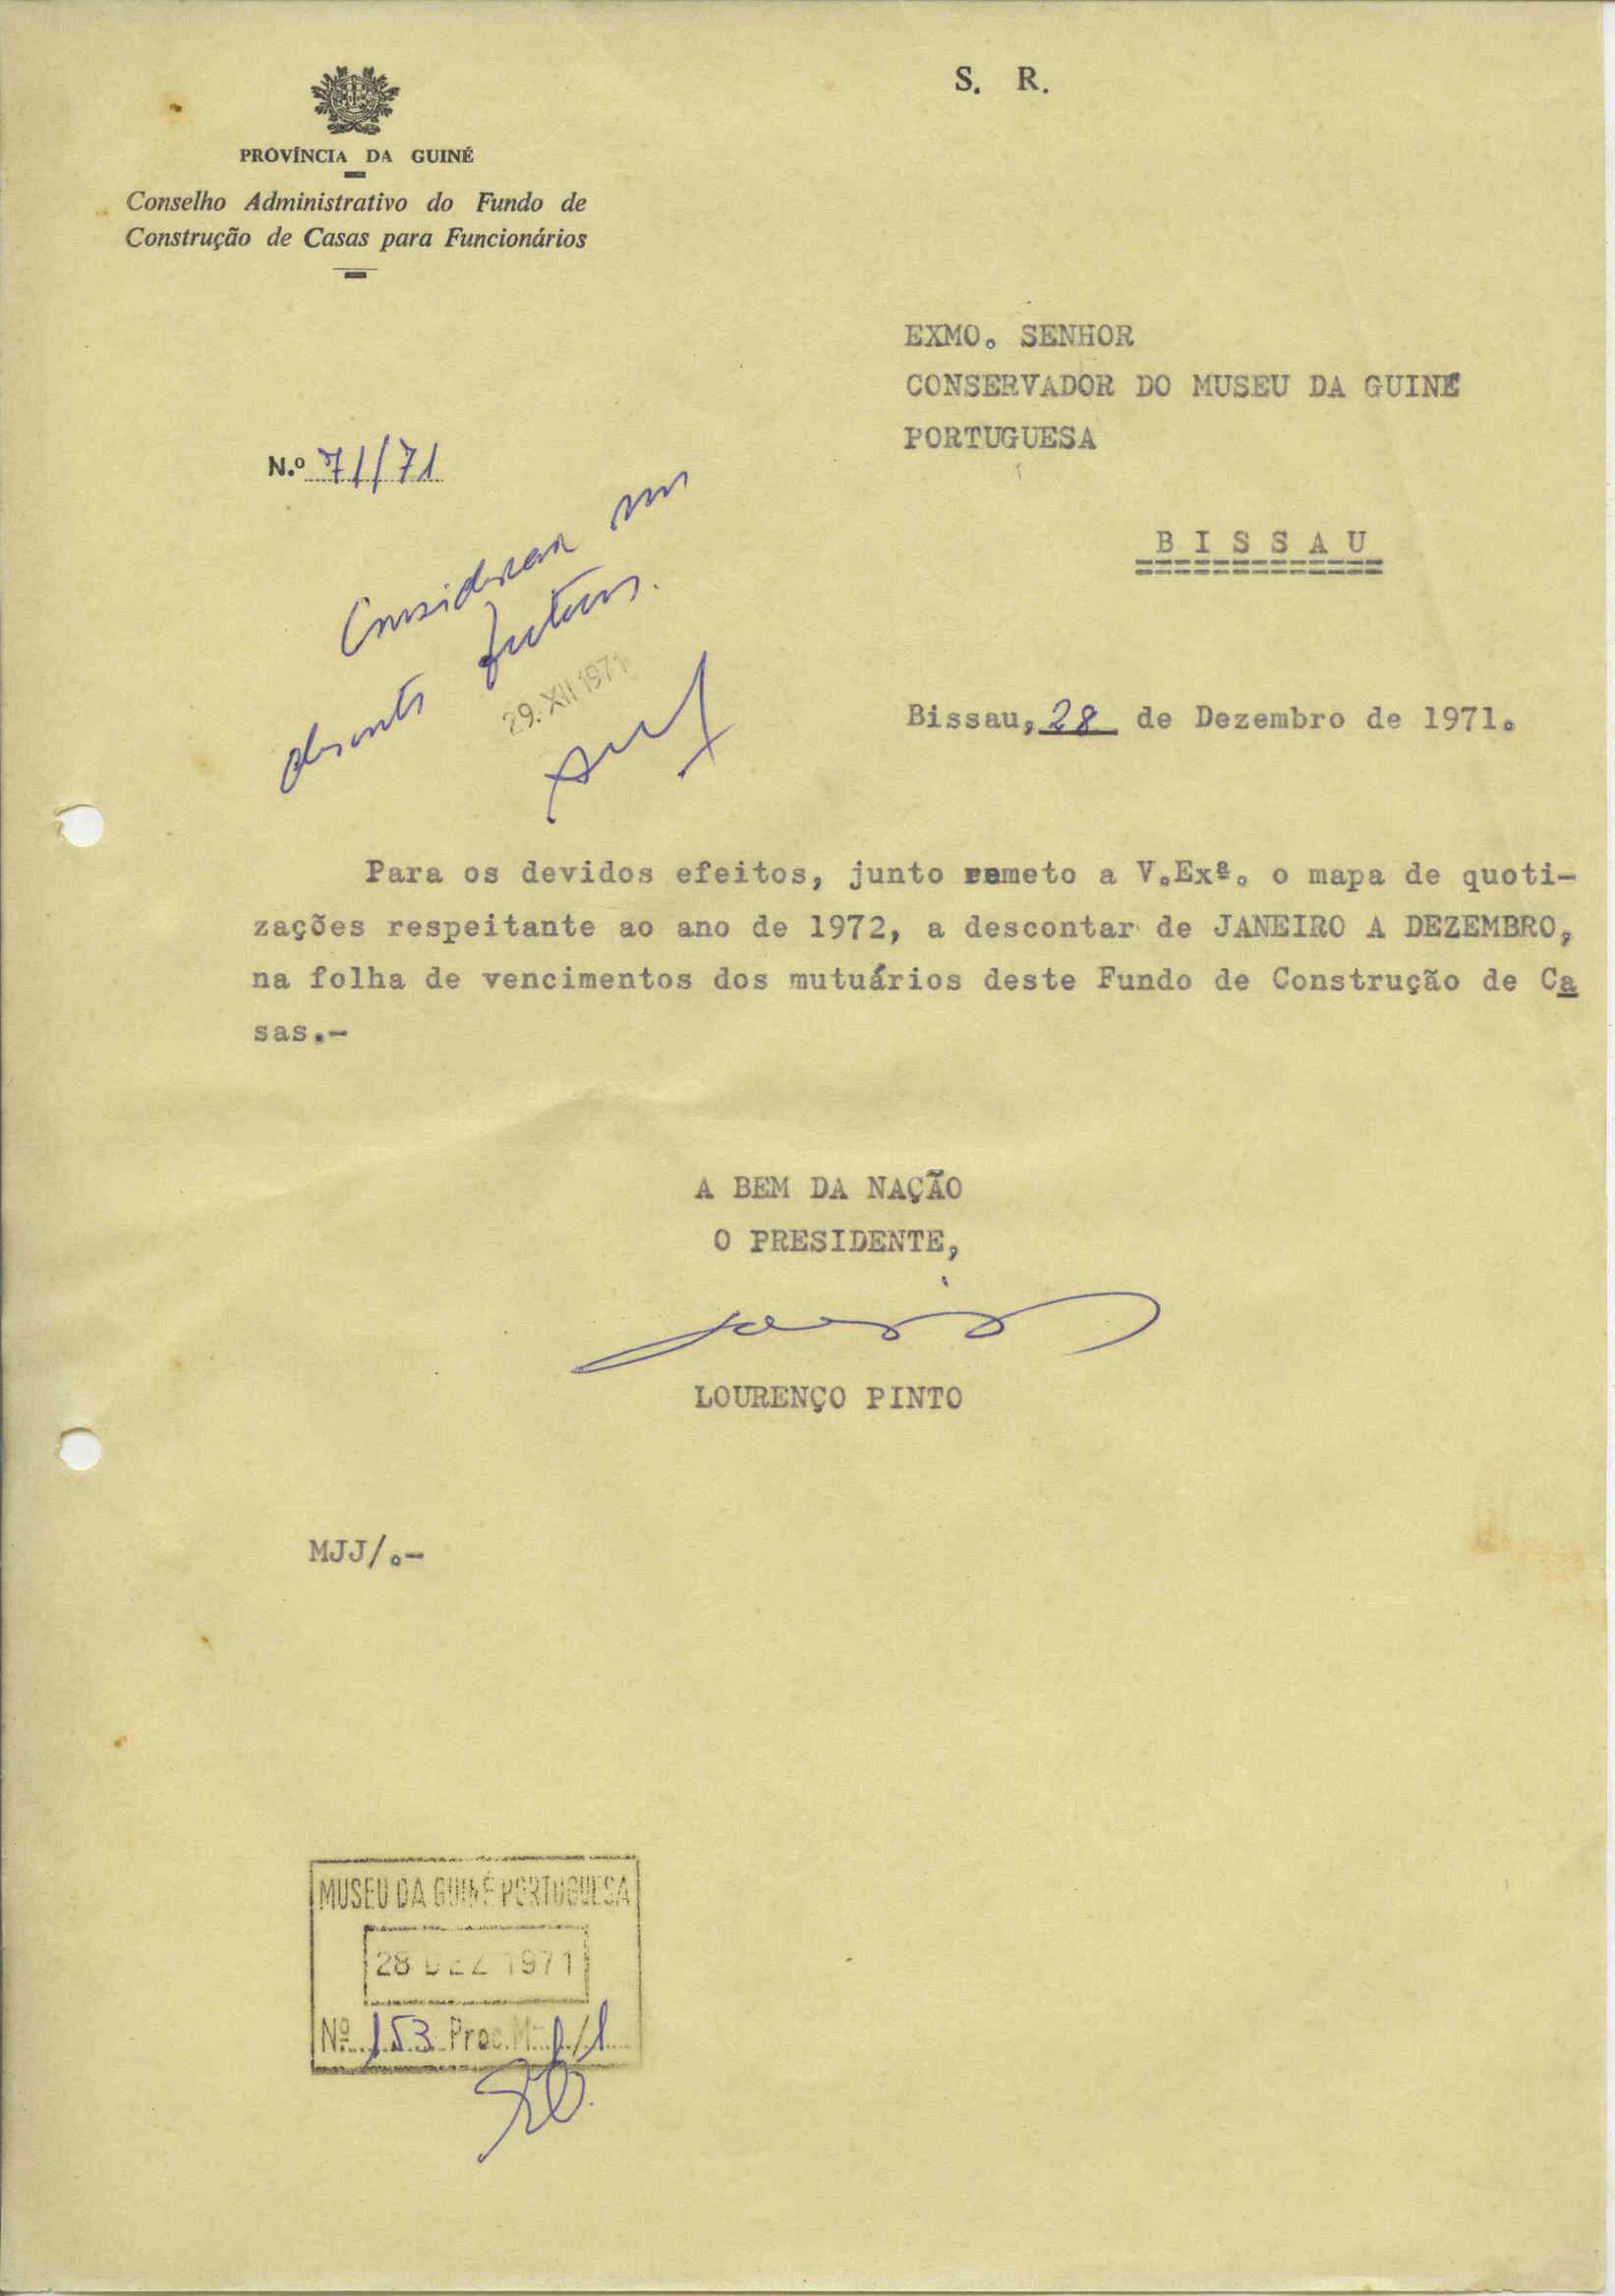 S. R.
PROVÍNCIA DA GUINÉ
Conselho Administrativo do Fundo de
Construção de Casas para Funcionários
EXMO. SENHOR
CONSERVADOR DO MUSEU DA GUINÉ
PORTUGUESA
N.º 71/71
B I S S A U
Considerar nos
futuros.
29. XII 1971
Bissau, 28 de Dezembro de 1971.
Para os devidos efeitos, junto remeto a V.Exª. o mapa de quoti-
zações respeitante ao ano de 1972, a descontar de JANEIRO A DEZEMBRO,
na folha de vencimentos dos mutuários deste Fundo de Construção de Ca
sas.-
A BEM DA NAÇÃO
O PRESIDENTE,
LOURENÇO PINTO
MJJ/.-
MUSEU DA GUINÉ PORTUGUESA
28 DEZ 1971
Nº 153 Proc.